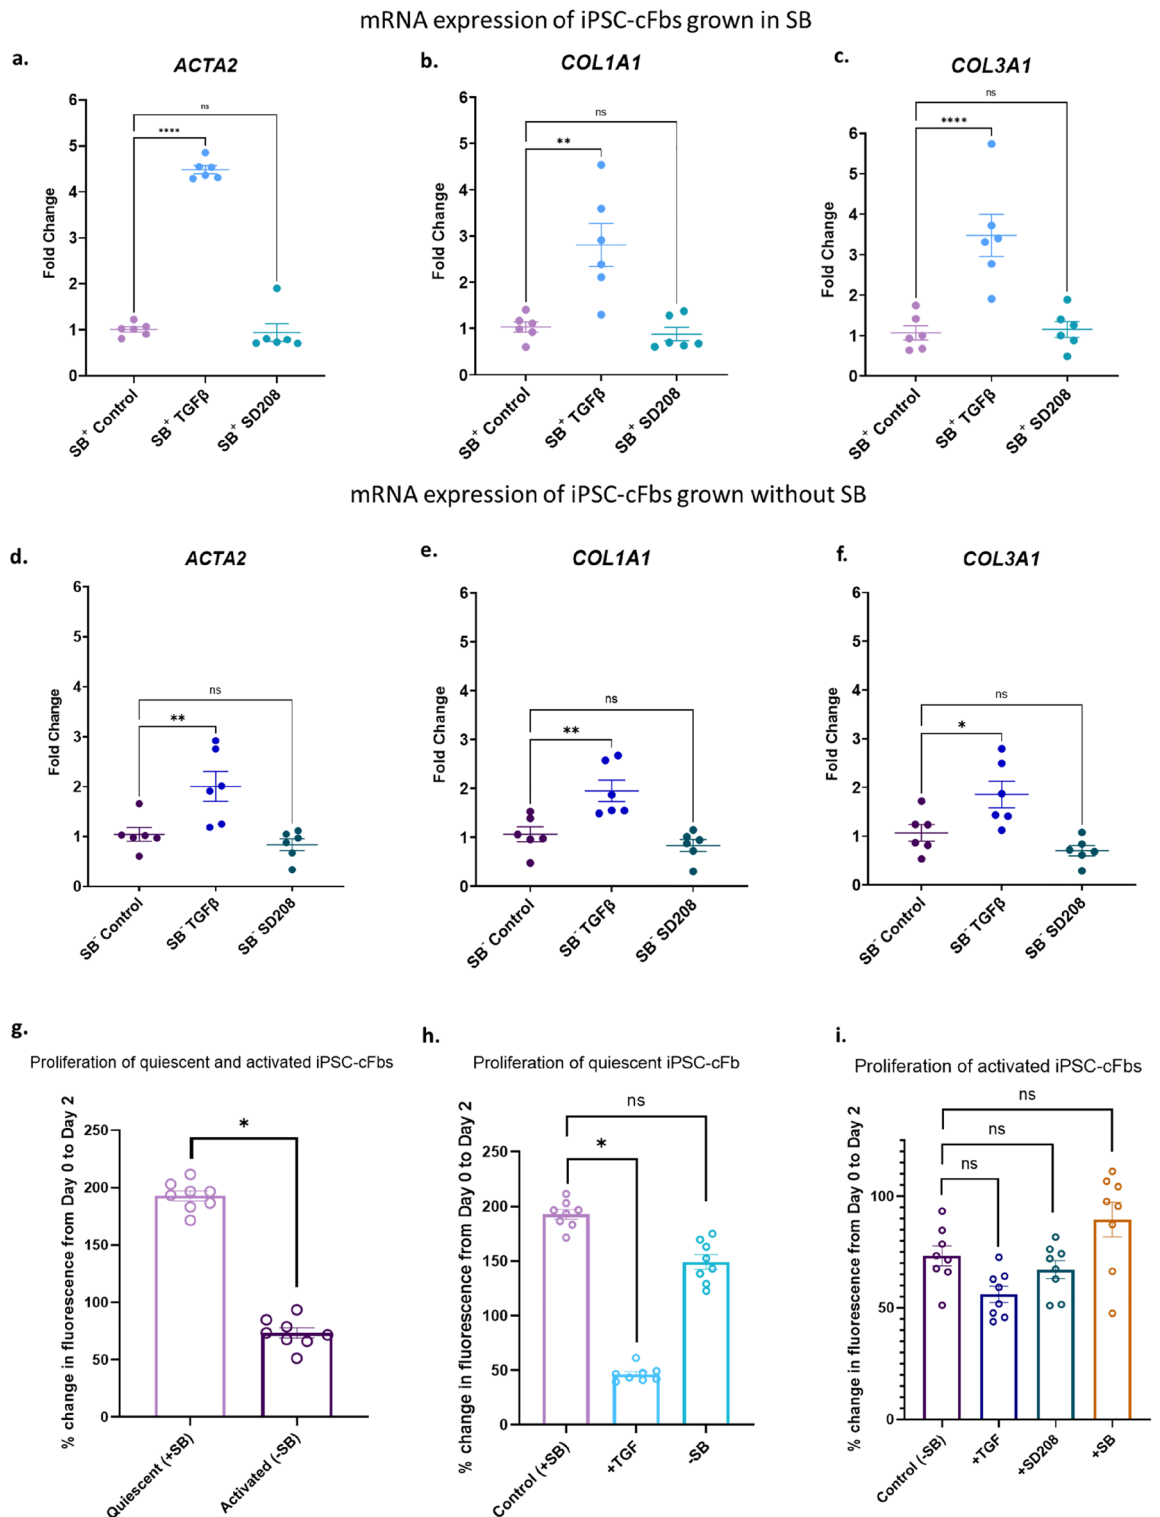 mRNA expression of iPSC-cFbs grown in SB
a.
ACTA2
Fold Change
6
5
4
3
2
1
0
ns
****
SB+ Control
SB+ TGFβ
SB+ SD208
b.
COL1A1
Fold Change
6
5
4
3
2
1
0
ns
**
SB+ Control
SB+ TGFβ
SB+ SD208
c.
COL3A1
Fold Change
6
5
4
3
2
1
0
ns
****
SB+ Control
SB+ TGFβ
SB+ SD208
mRNA expression of iPSC-cFbs grown without SB
d.
ACTA2
Fold Change
6
5
4
3
2
1
0
ns
**
SB- Control
SB- TGFβ
SB- SD208
e.
COL1A1
Fold Change
6
5
4
3
2
1
0
ns
**
SB- Control
SB- TGFβ
SB- SD208
f.
COL3A1
Fold Change
6
5
4
3
2
1
0
ns
*
SB- Control
SB- TGFβ
SB- SD208
g.
Proliferation of quiescent and activated iPSC-cFbs
% change in fluorescence from Day 0 to Day 2
250
200
150
100
50
0
*
Quiescent (+SB)
Activated (-SB)
h.
Proliferation of quiescent iPSC-cFb
% change in fluorescence from Day 0 to Day 2
250
200
150
100
50
0
ns
*
Control (+SB)
+TGF
-SB
i.
Proliferation of activated iPSC-cFbs
% change in fluorescence from Day 0 to Day 2
100
50
0
ns
ns
ns
Control (-SB)
+TGF
+SD208
+SB